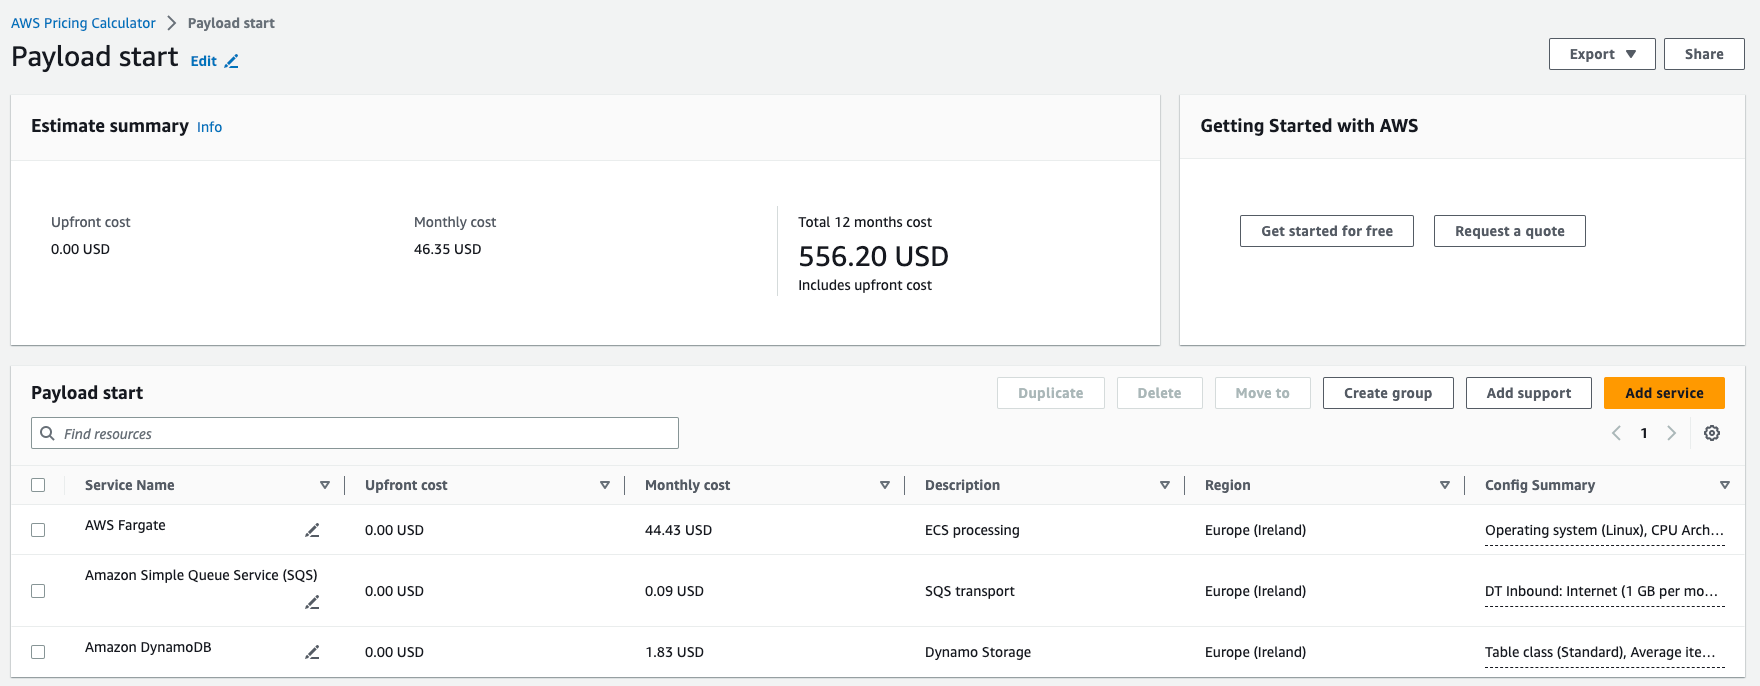 AWS Pricing Calculator > Payload start
Payload start Edit
Export Share
Estimate summary Info
Getting Started with AWS
Upfront cost Monthly cost Total 12 months cost
0.00 USD 46.35 USD 556.20 USD
Includes upfront cost
Get started for free Request a quote
Payload start
Duplicate Delete Move to Create group Add support Add service
Find resources
1
Service Name Upfront cost Monthly cost Description Region Config Summary
AWS Fargate 0.00 USD 44.43 USD ECS processing Europe (Ireland) Operating system (Linux), CPU Arch...
Amazon Simple Queue Service (SQS) 0.00 USD 0.09 USD SQS transport Europe (Ireland) DT Inbound: Internet (1 GB per mo...
Amazon DynamoDB 0.00 USD 1.83 USD Dynamo Storage Europe (Ireland) Table class (Standard), Average ite...